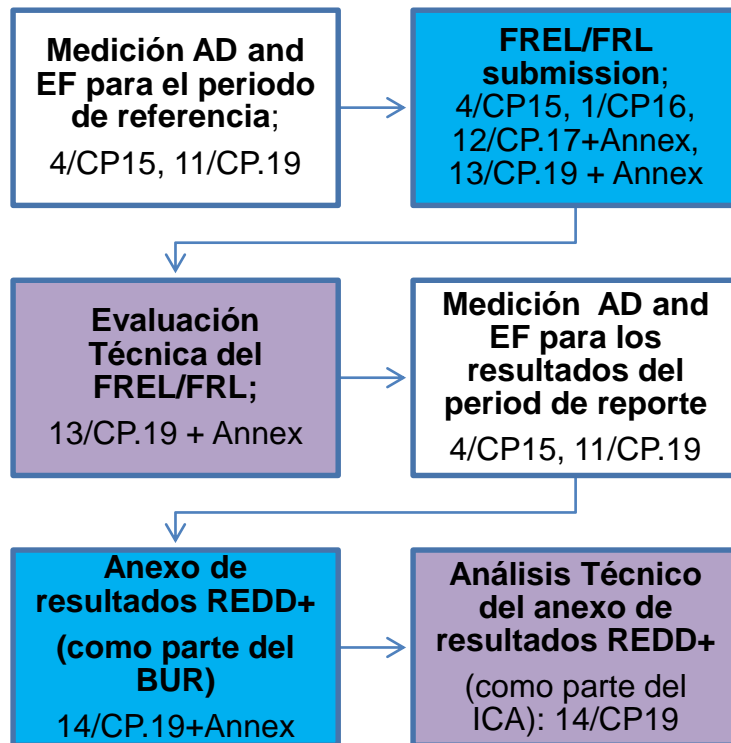 Medición AD and
EF para el periodo
de referencia;
4/CP15, 11/CP.19
FREL/FRL
submission;
4/CP15, 1/CP16,
12/CP.17+Annex,
13/CP.19 + Annex
Evaluación
Técnica del
FREL/FRL;
13/CP.19 + Annex
Medición AD and
EF para los
resultados del
period de reporte
4/CP15, 11/CP.19
Anexo de
resultados REDD+
(como parte del
BUR)
14/CP.19+Annex
Análisis Técnico
del anexo de
resultados REDD+
(como parte del
ICA): 14/CP19